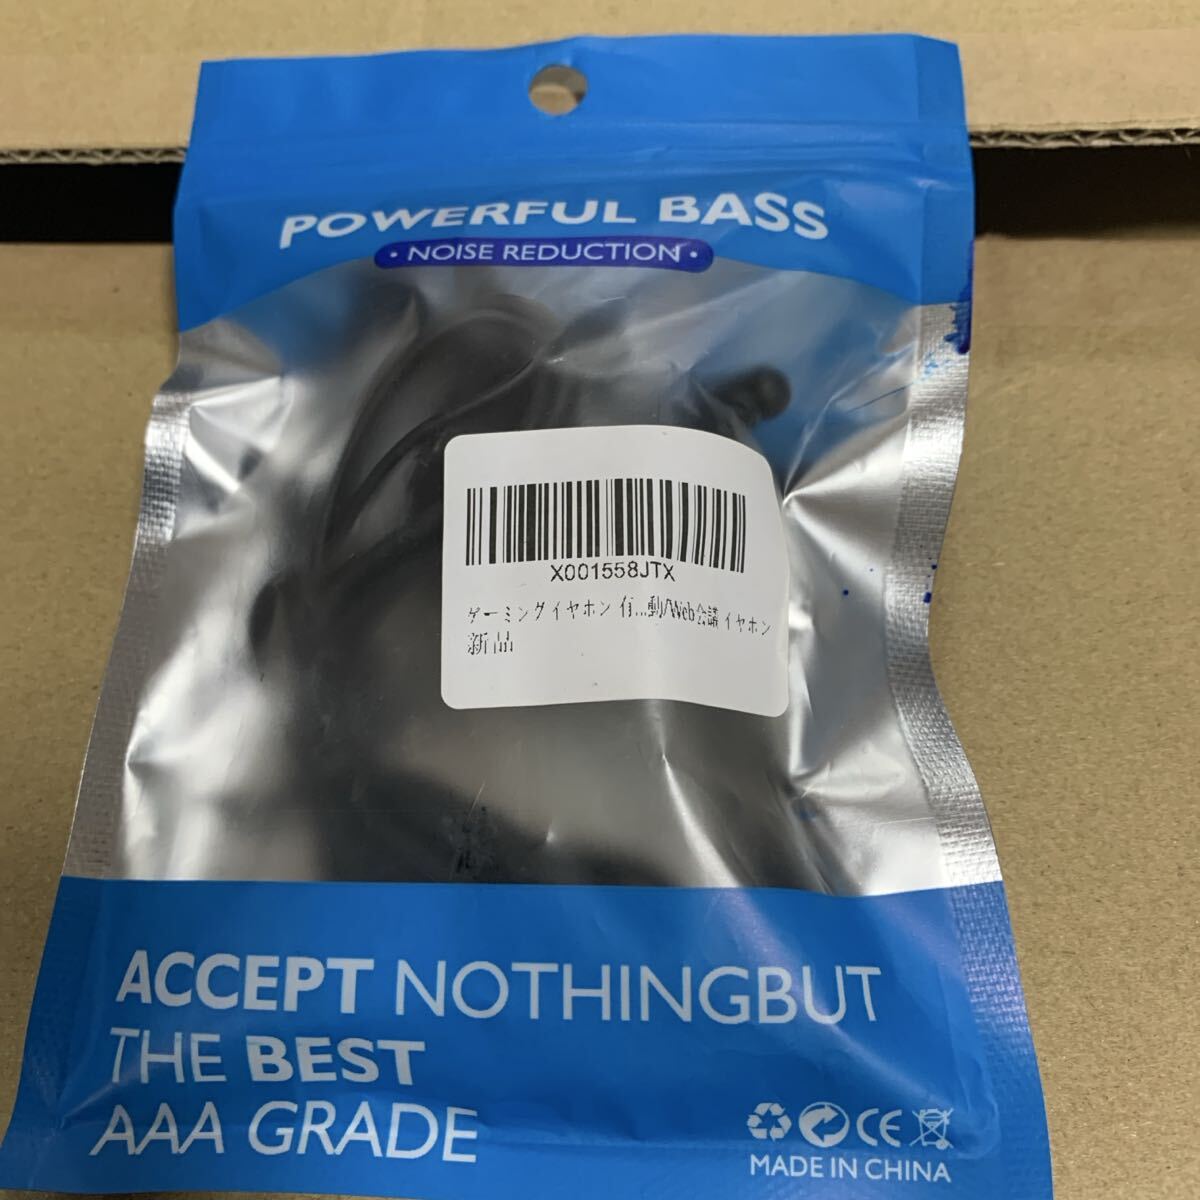 POWERFUL BASS
• NOISE REDUCTION •
X001558JTX
ゲーミングイヤホン 有...動/Web会議 イヤホン
新品
ACCEPT NOTHINGBUT
THE BEST
AAA GRADE
CE
MADE IN CHINA